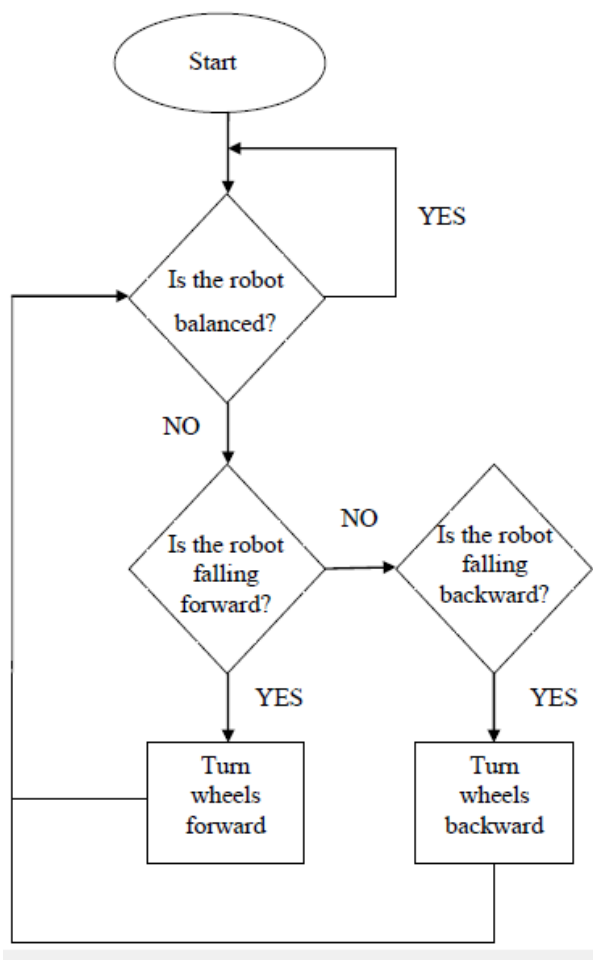 Start
YES
Is the robot
balanced?
NO
Is the robot
falling
forward?
NO
Is the robot
falling
backward?
YES
YES
Turn
wheels
forward
Turn
wheels
backward